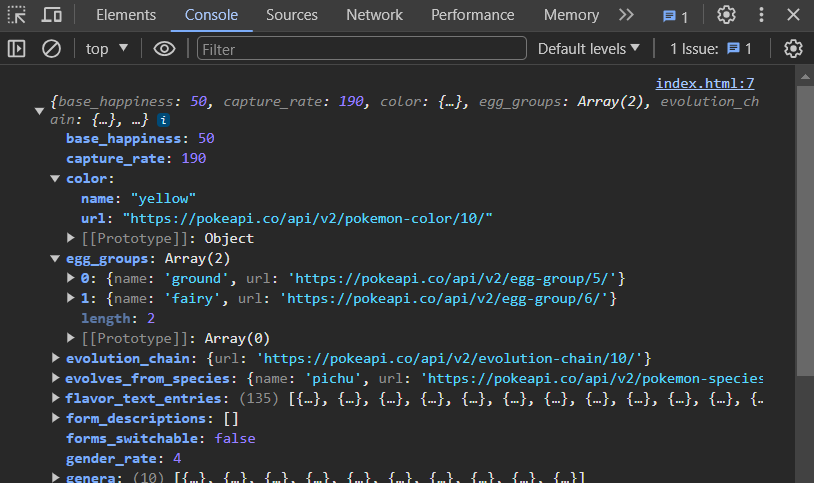 Elements Console Sources Network Performance Memory 1
top Filter Default levels 1 Issue: 1
index.html:7
{base_happiness: 50, capture_rate: 190, color: {…}, egg_groups: Array(2), evolution_ch
ain: {…}, …} i
base_happiness: 50
capture_rate: 190
color:
name: "yellow"
url: "https://pokeapi.co/api/v2/pokemon-color/10/"
[[Prototype]]: Object
egg_groups: Array(2)
0: {name: 'ground', url: 'https://pokeapi.co/api/v2/egg-group/5/'}
1: {name: 'fairy', url: 'https://pokeapi.co/api/v2/egg-group/6/'}
length: 2
[[Prototype]]: Array(0)
evolution_chain: {url: 'https://pokeapi.co/api/v2/evolution-chain/10/'}
evolves_from_species: {name: 'pichu', url: 'https://pokeapi.co/api/v2/pokemon-species
flavor_text_entries: (135) [{…}, {…}, {…}, {…}, {…}, {…}, {…}, {…}, {…}, {…}, {…}, {…
form_descriptions: []
forms_switchable: false
gender_rate: 4
genera: (10) [{…}, {…}, {…}, {…}, {…}, {…}, {…}, {…}, {…}, {…}]